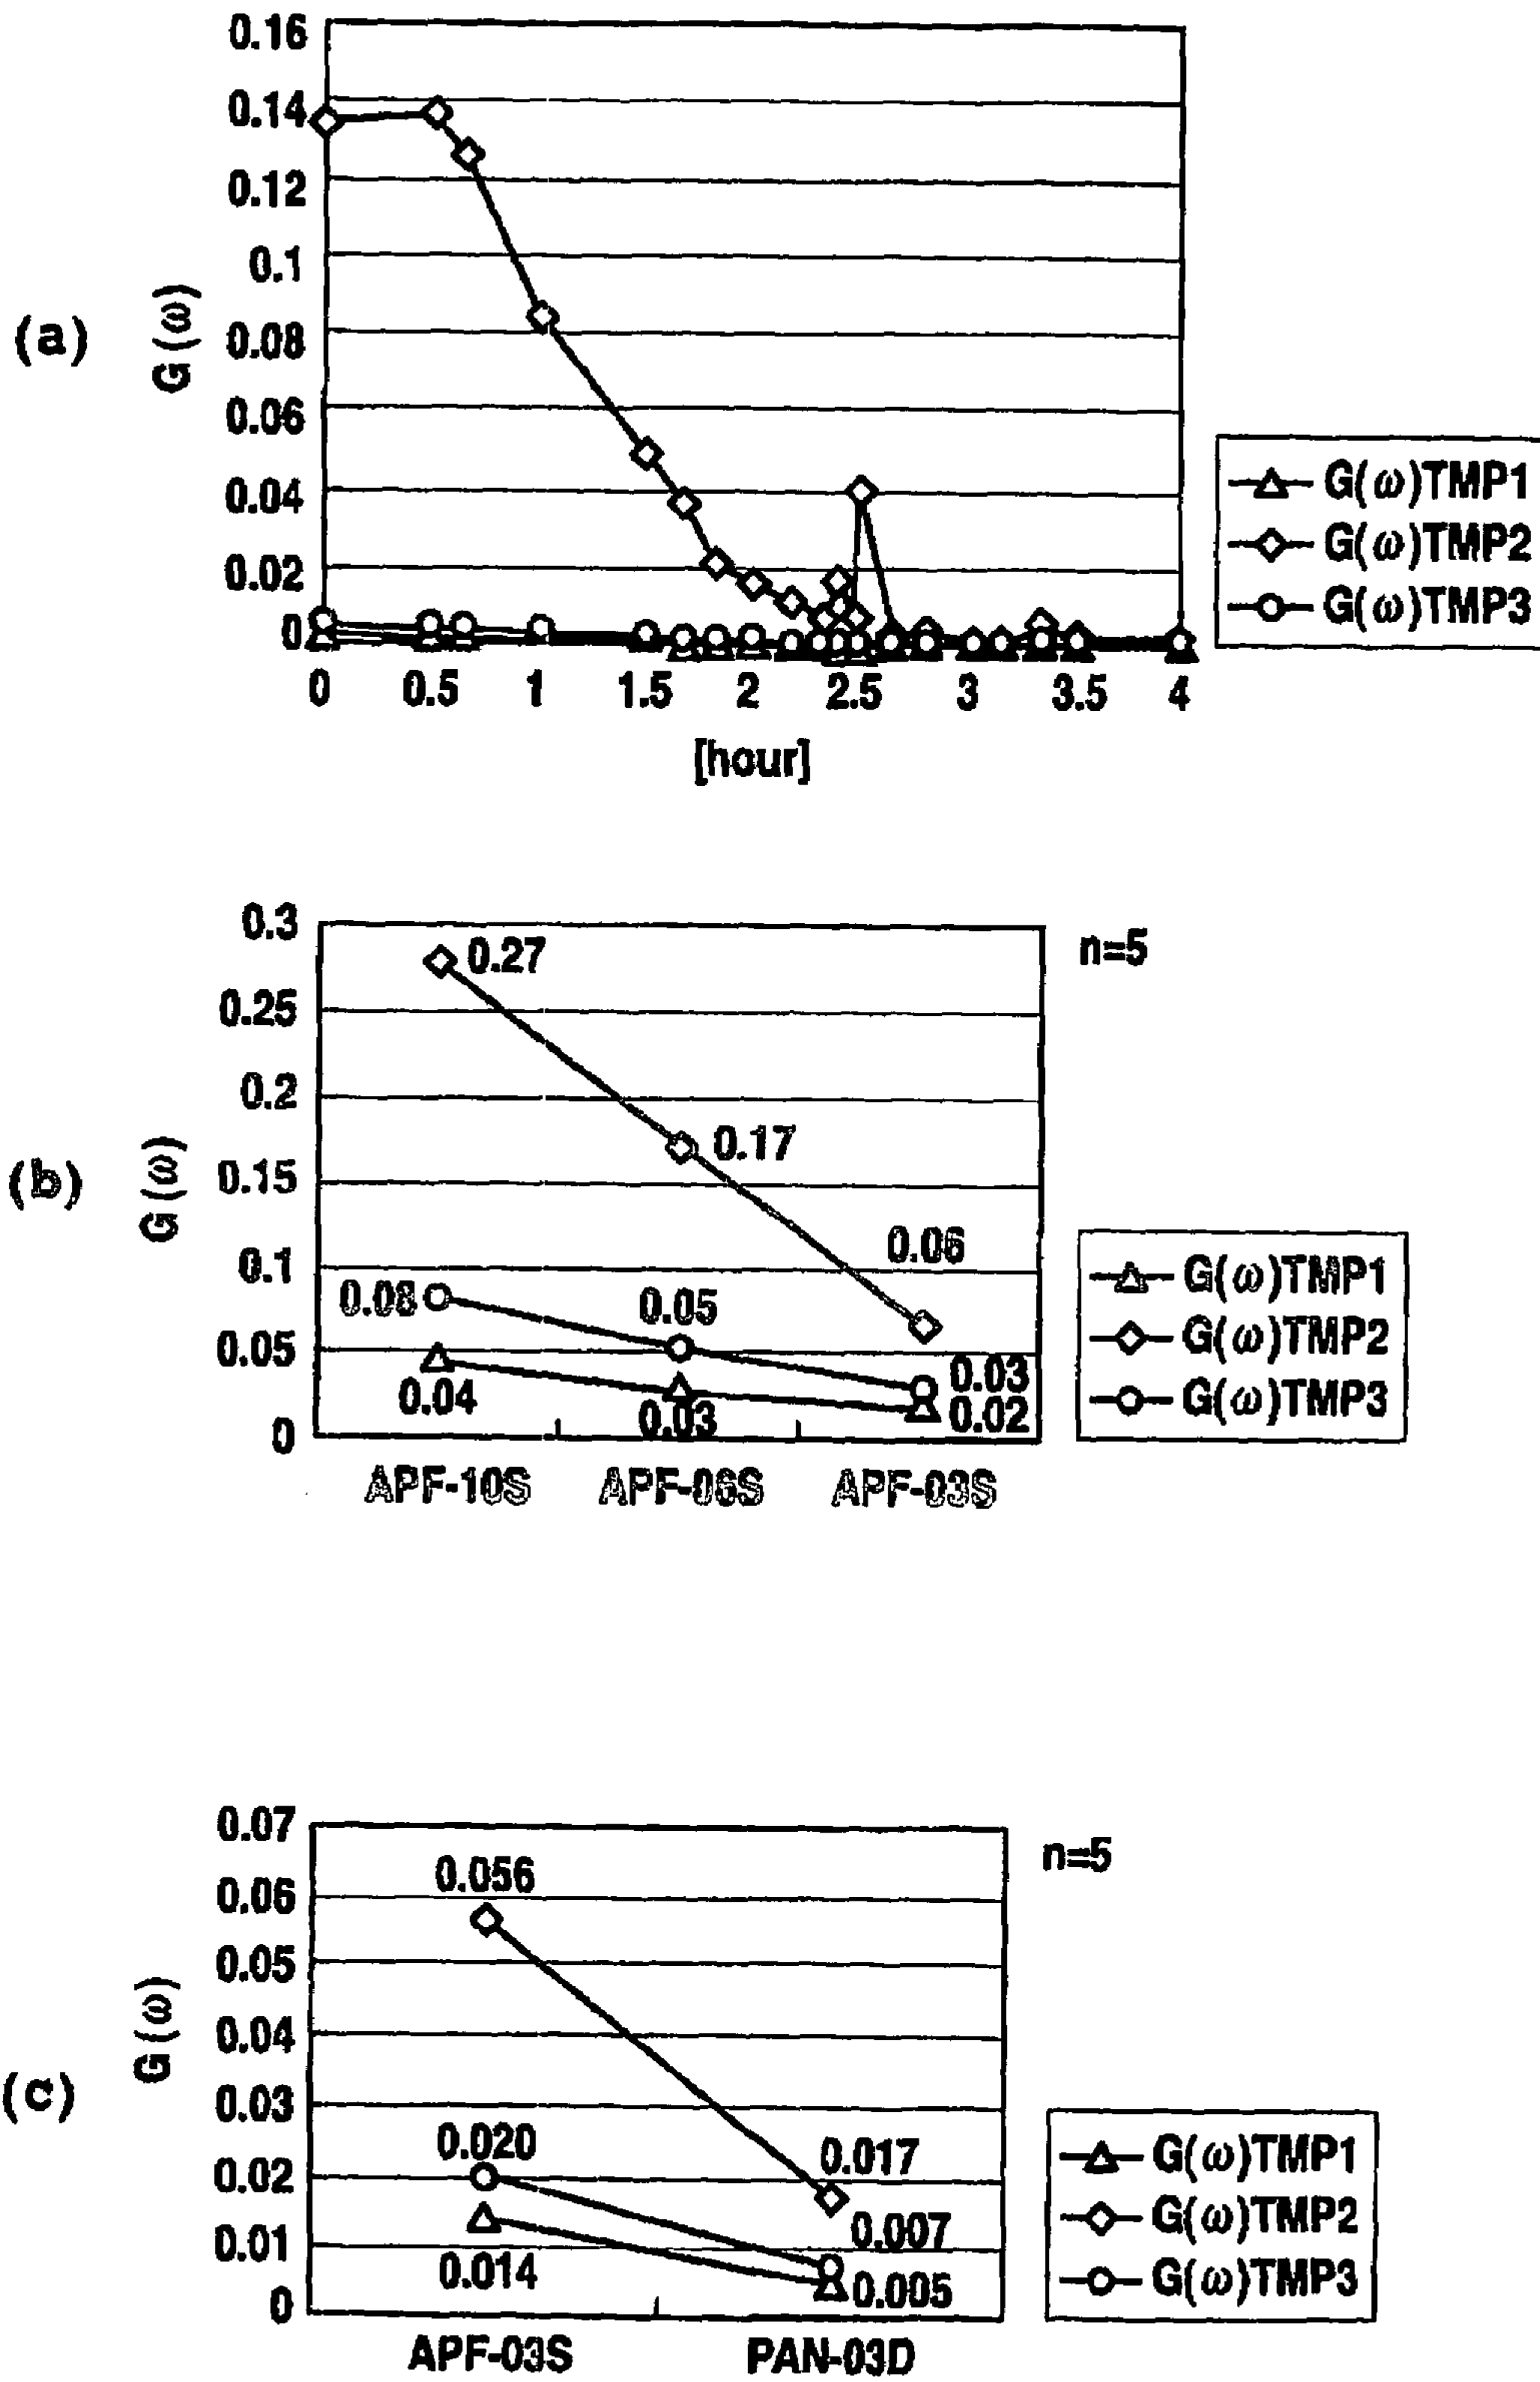 (a)
G(ω)
0.16
0.14
0.12
0.1
0.08
0.06
0.04
0.02
0
0 0.5 1 1.5 2 2.5 3 3.5 4
[hour]
G(ω)TMP1
G(ω)TMP2
G(ω)TMP3
(b)
G(ω)
0.3
0.25
0.2
0.15
0.1
0.05
0
n=5
0.27
0.17
0.06
0.08
0.05
0.03
0.04
0.03
0.02
APF-10S APF-06S APF-03S
G(ω)TMP1
G(ω)TMP2
G(ω)TMP3
(c)
G(ω)
0.07
0.06
0.05
0.04
0.03
0.02
0.01
0
n=5
0.056
0.017
0.020
0.007
0.014
0.005
APF-03S PAN-03D
G(ω)TMP1
G(ω)TMP2
G(ω)TMP3